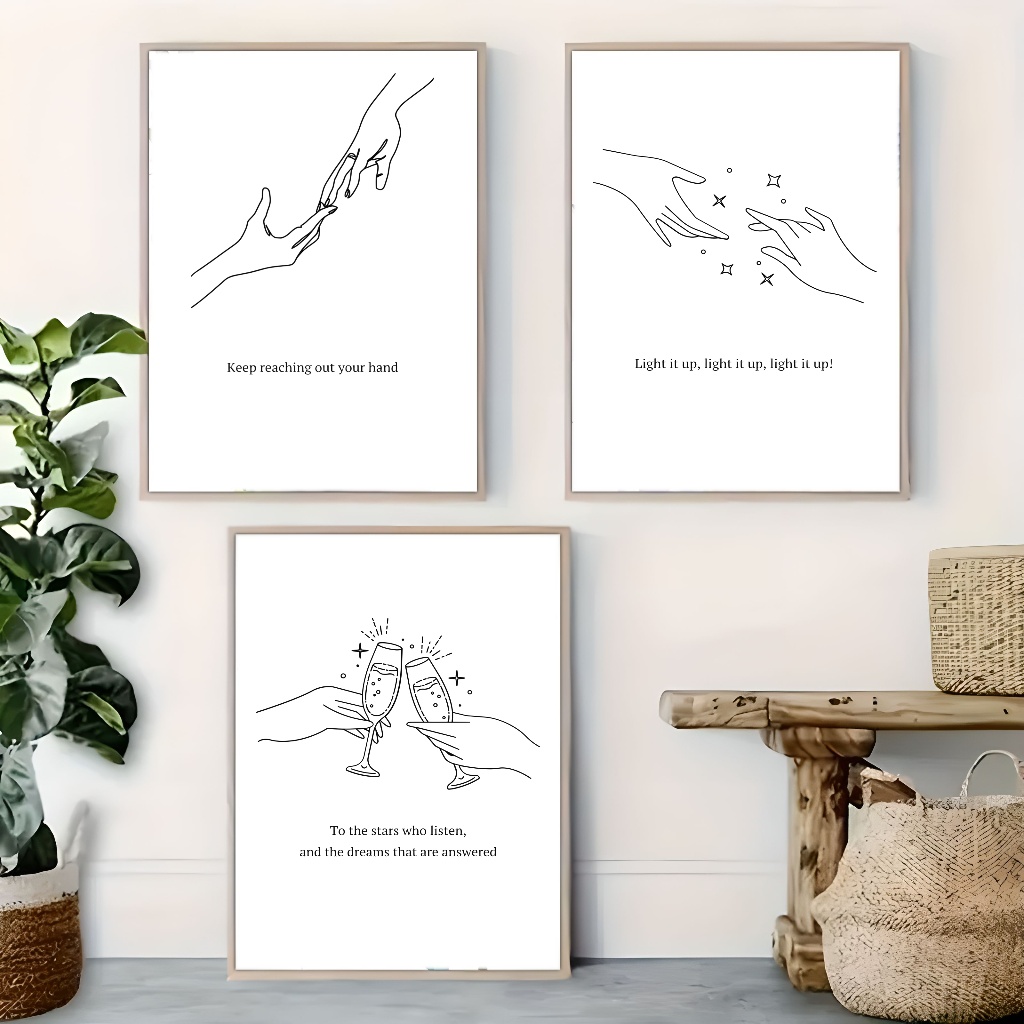 Keep reaching out your hand
Light it up, light it up, light it up!
To the stars who listen,
and the dreams that are answered